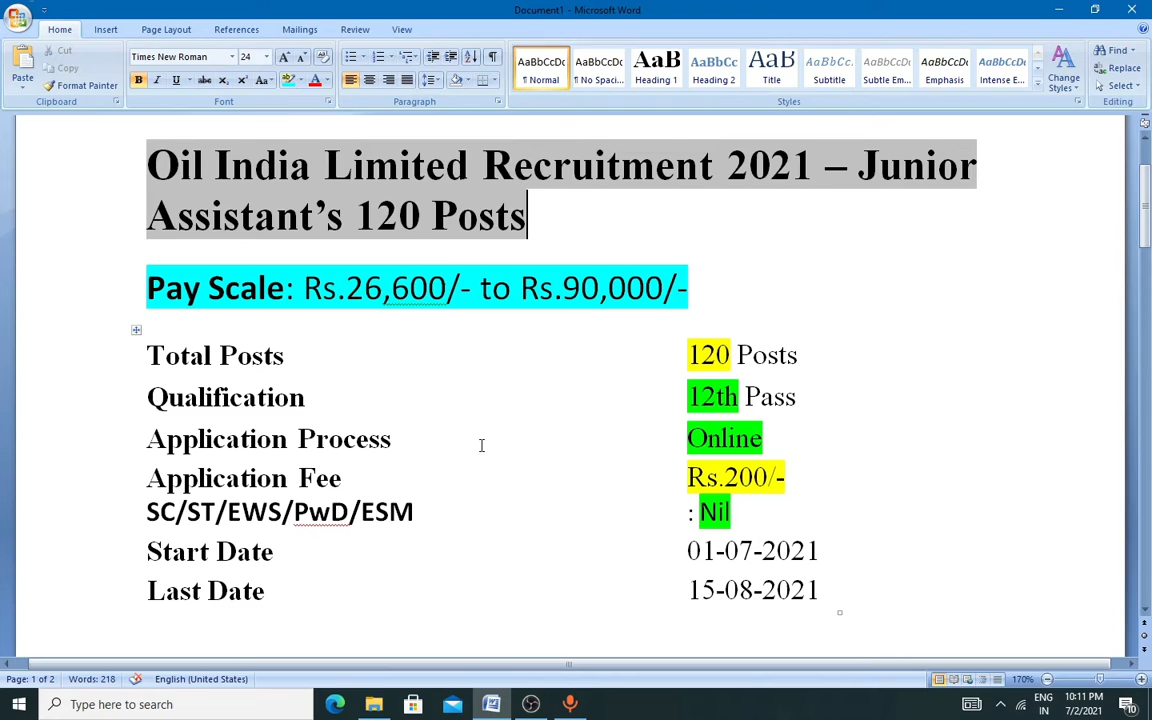 Document1 - Microsoft Word
Home Insert Page Layout References Mailings Review View
Paste
Cut
Copy
Format Painter
Clipboard
Times New Roman 24
B I U abc X₂ X² Aa
Font
Paragraph
AaBbCcDc AaBbCcDc AaB AaBbCc AaB AaBbCc. AaBbCcDc AaBbCcDc AaBbCcDc
¶ Normal ¶ No Spaci... Heading 1 Heading 2 Title Subtitle Subtle Em... Emphasis Intense E...
Change Styles
Styles
Find
Replace
Select
Editing
Oil India Limited Recruitment 2021 – Junior
Assistant’s 120 Posts
Pay Scale: Rs.26,600/- to Rs.90,000/-
Total Posts 120 Posts
Qualification 12th Pass
Application Process Online
Application Fee Rs.200/-
SC/ST/EWS/PwD/ESM : Nil
Start Date 01-07-2021
Last Date 15-08-2021
Page: 1 of 2 Words: 218 English (United States) 170%
Type here to search
ENG
IN
10:11 PM
7/2/2021
10